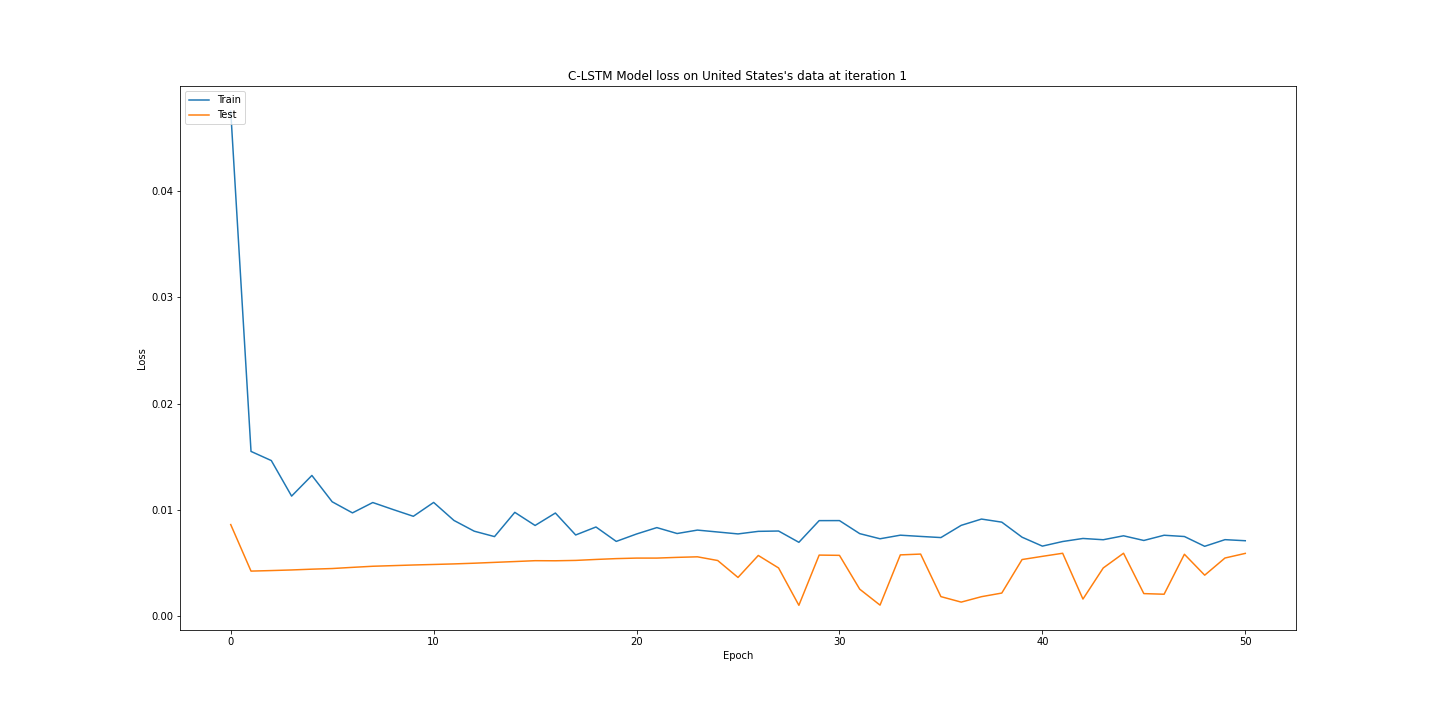 C-LSTM Model loss on United States's data at iteration 1
Train
Test
0.04
0.03
0.02
0.01
0.00
Loss
0 10 20 30 40 50
Epoch